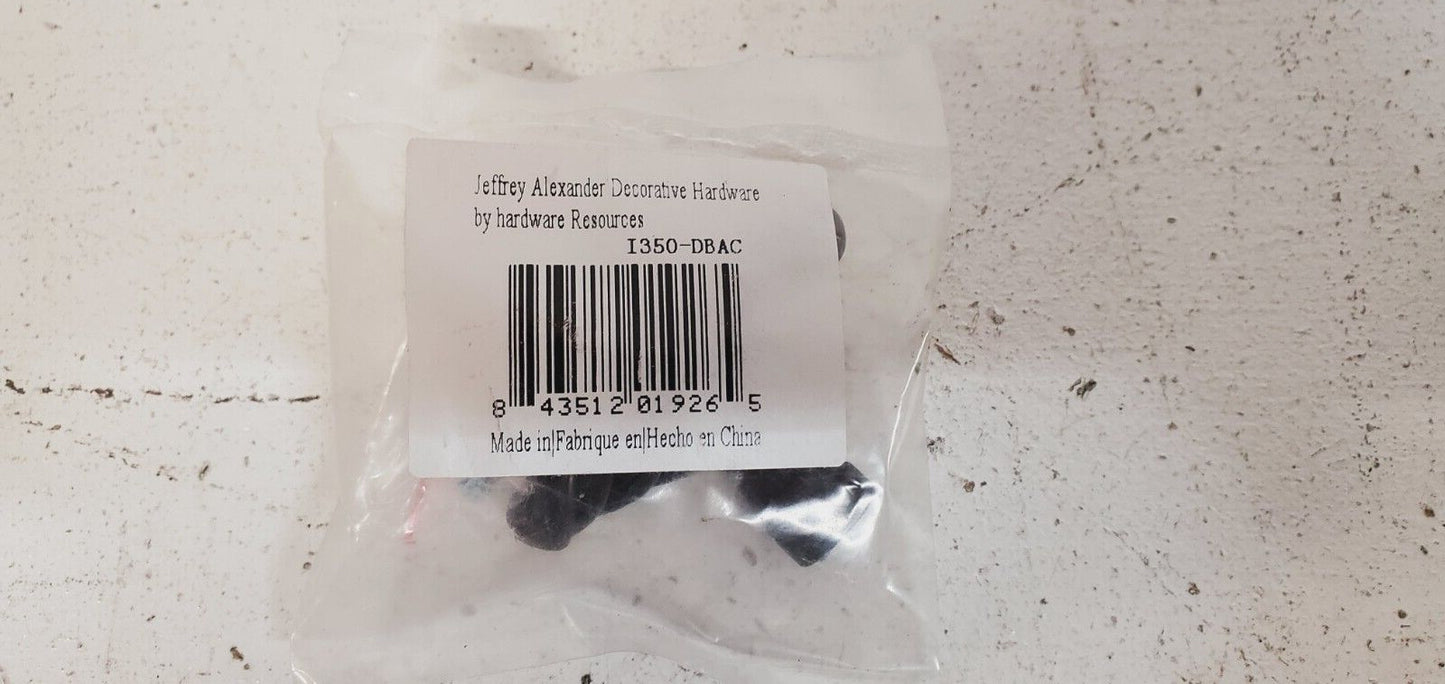 Jeffrey Alexander Decorative Hardware
by hardware Resources
I350-DBAC
8 43512 01926 5
Made in|Fabrique en|Hecho en China